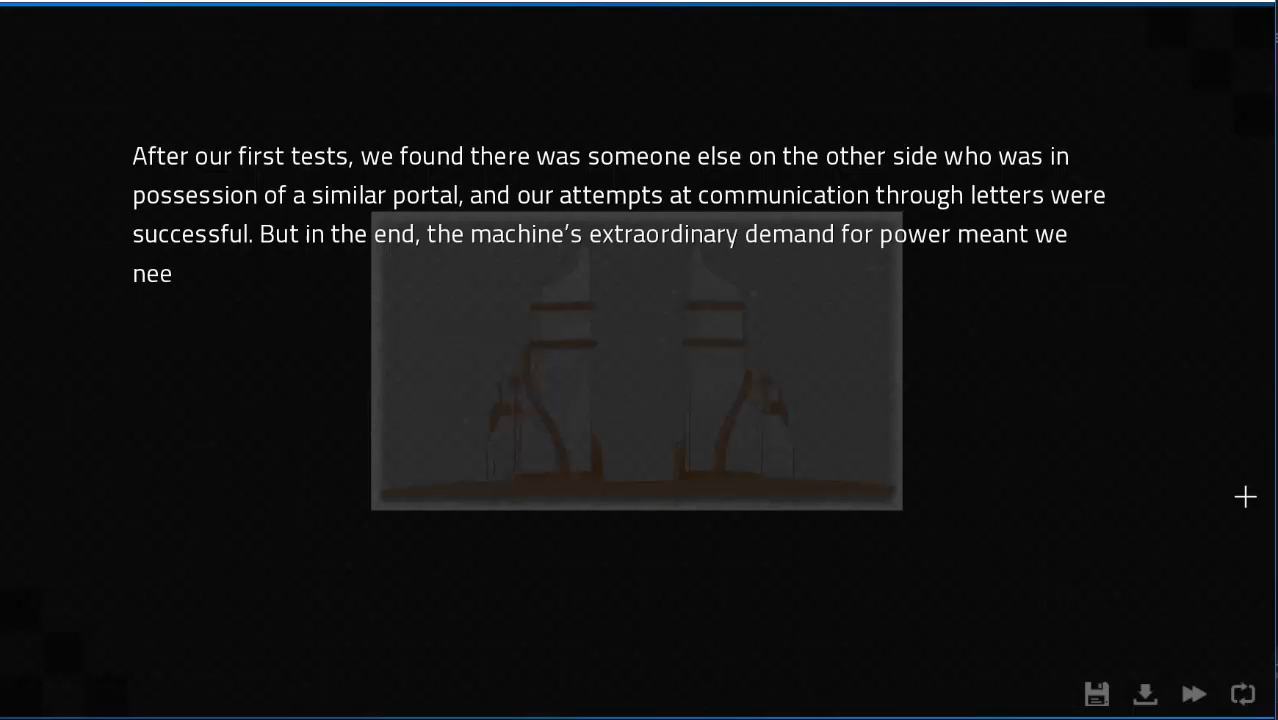 After our first tests, we found there was someone else on the other side who was in
possession of a similar portal, and our attempts at communication through letters were
successful. But in the end, the machine’s extraordinary demand for power meant we
nee